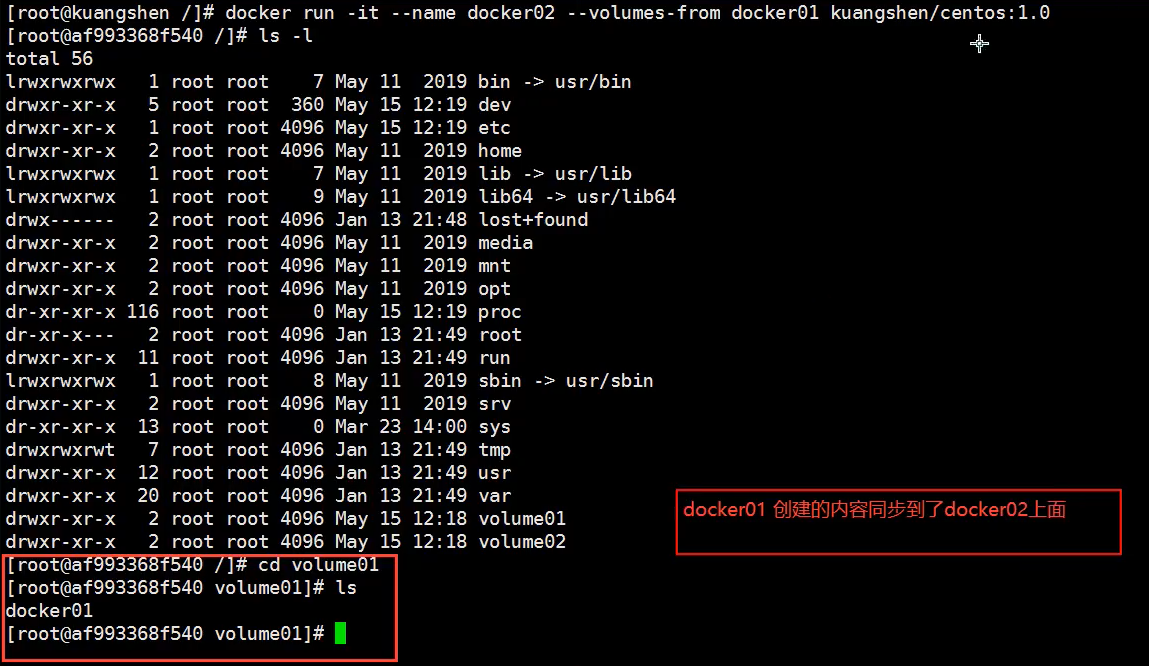 [root@kuangshen /]# docker run -it --name docker02 --volumes-from docker01 kuangshen/centos:1.0
[root@af993368f540 /]# ls -l
total 56
lrwxrwxrwx   1 root root    7 May 11  2019 bin -> usr/bin
drwxr-xr-x   5 root root  360 May 15 12:19 dev
drwxr-xr-x   1 root root 4096 May 15 12:19 etc
drwxr-xr-x   2 root root 4096 May 11  2019 home
lrwxrwxrwx   1 root root    7 May 11  2019 lib -> usr/lib
lrwxrwxrwx   1 root root    9 May 11  2019 lib64 -> usr/lib64
drwx------   2 root root 4096 Jan 13 21:48 lost+found
drwxr-xr-x   2 root root 4096 May 11  2019 media
drwxr-xr-x   2 root root 4096 May 11  2019 mnt
drwxr-xr-x   2 root root 4096 May 11  2019 opt
dr-xr-xr-x 116 root root    0 May 15 12:19 proc
dr-xr-x---   2 root root 4096 Jan 13 21:49 root
drwxr-xr-x  11 root root 4096 Jan 13 21:49 run
lrwxrwxrwx   1 root root    8 May 11  2019 sbin -> usr/sbin
drwxr-xr-x   2 root root 4096 May 11  2019 srv
dr-xr-xr-x  13 root root    0 Mar 23 14:00 sys
drwxrwxrwt   7 root root 4096 Jan 13 21:49 tmp
drwxr-xr-x  12 root root 4096 Jan 13 21:49 usr
drwxr-xr-x  20 root root 4096 Jan 13 21:49 var
drwxr-xr-x   2 root root 4096 May 15 12:18 volume01
drwxr-xr-x   2 root root 4096 May 15 12:18 volume02
docker01 创建的内容同步到了docker02上面
[root@af993368f540 /]# cd volume01
[root@af993368f540 volume01]# ls
docker01
[root@af993368f540 volume01]#